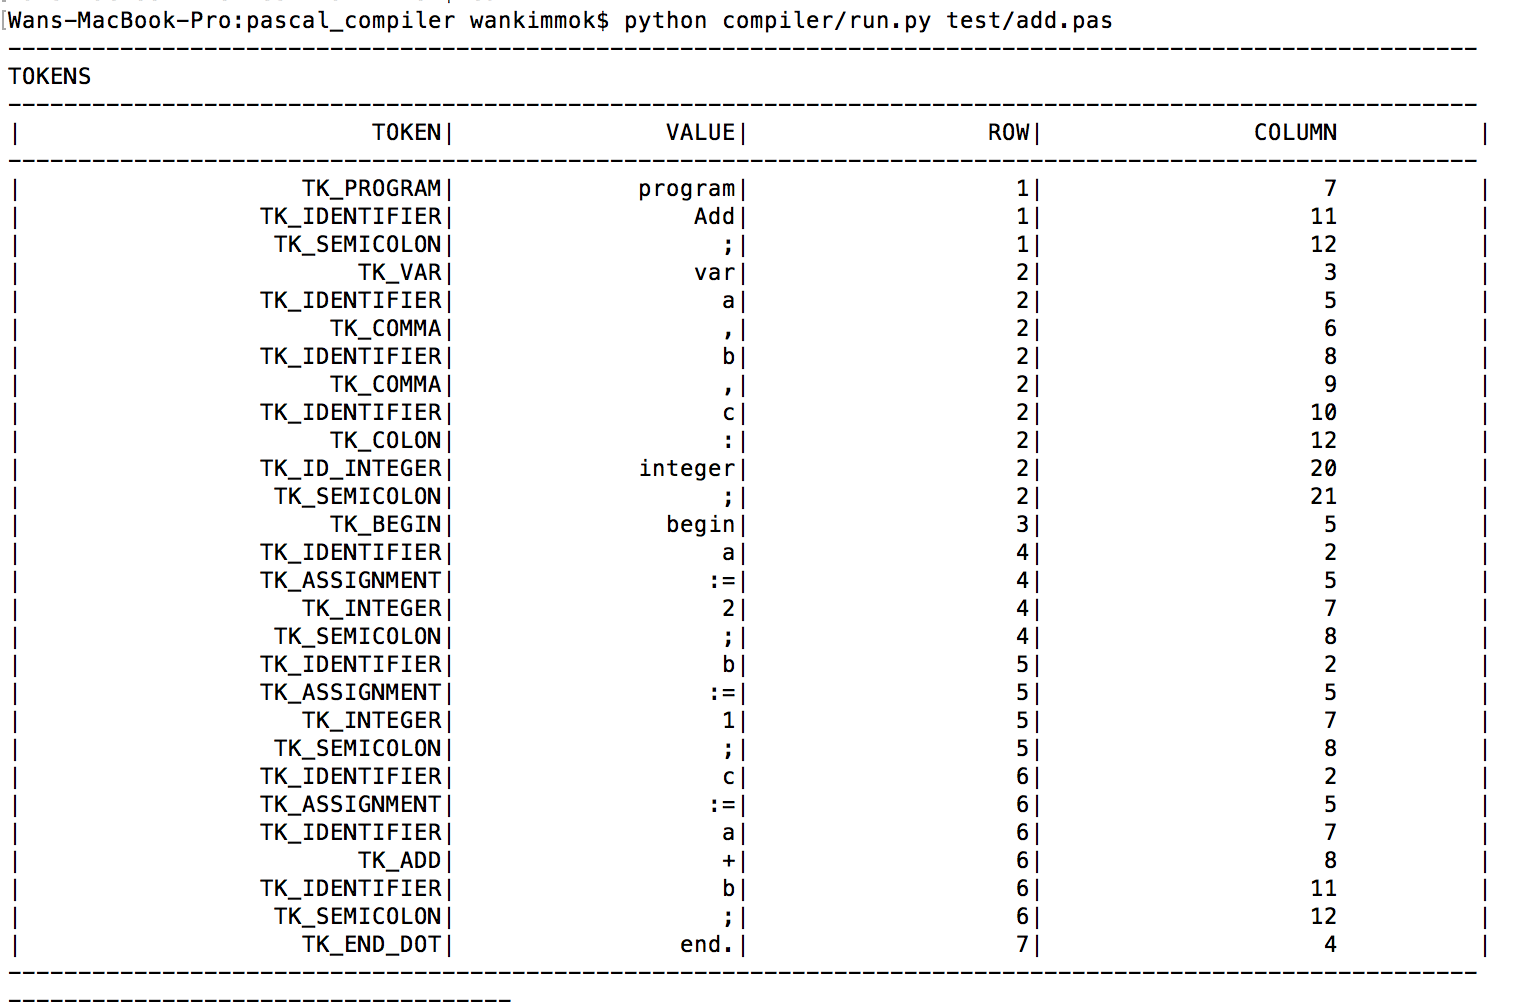 Wans-MacBook-Pro:pascal_compiler wankimmok$ python compiler/run.py test/add.pas
TOKENS
| TOKEN| VALUE| ROW| COLUMN |
| TK_PROGRAM| program| 1| 7 |
| TK_IDENTIFIER| Add| 1| 11 |
| TK_SEMICOLON| ;| 1| 12 |
| TK_VAR| var| 2| 3 |
| TK_IDENTIFIER| a| 2| 5 |
| TK_COMMA| ,| 2| 6 |
| TK_IDENTIFIER| b| 2| 8 |
| TK_COMMA| ,| 2| 9 |
| TK_IDENTIFIER| c| 2| 10 |
| TK_COLON| :| 2| 12 |
| TK_ID_INTEGER| integer| 2| 20 |
| TK_SEMICOLON| ;| 2| 21 |
| TK_BEGIN| begin| 3| 5 |
| TK_IDENTIFIER| a| 4| 2 |
| TK_ASSIGNMENT| :=| 4| 5 |
| TK_INTEGER| 2| 4| 7 |
| TK_SEMICOLON| ;| 4| 8 |
| TK_IDENTIFIER| b| 5| 2 |
| TK_ASSIGNMENT| :=| 5| 5 |
| TK_INTEGER| 1| 5| 7 |
| TK_SEMICOLON| ;| 5| 8 |
| TK_IDENTIFIER| c| 6| 2 |
| TK_ASSIGNMENT| :=| 6| 5 |
| TK_IDENTIFIER| a| 6| 7 |
| TK_ADD| +| 6| 8 |
| TK_IDENTIFIER| b| 6| 11 |
| TK_SEMICOLON| ;| 6| 12 |
| TK_END_DOT| end.| 7| 4 |